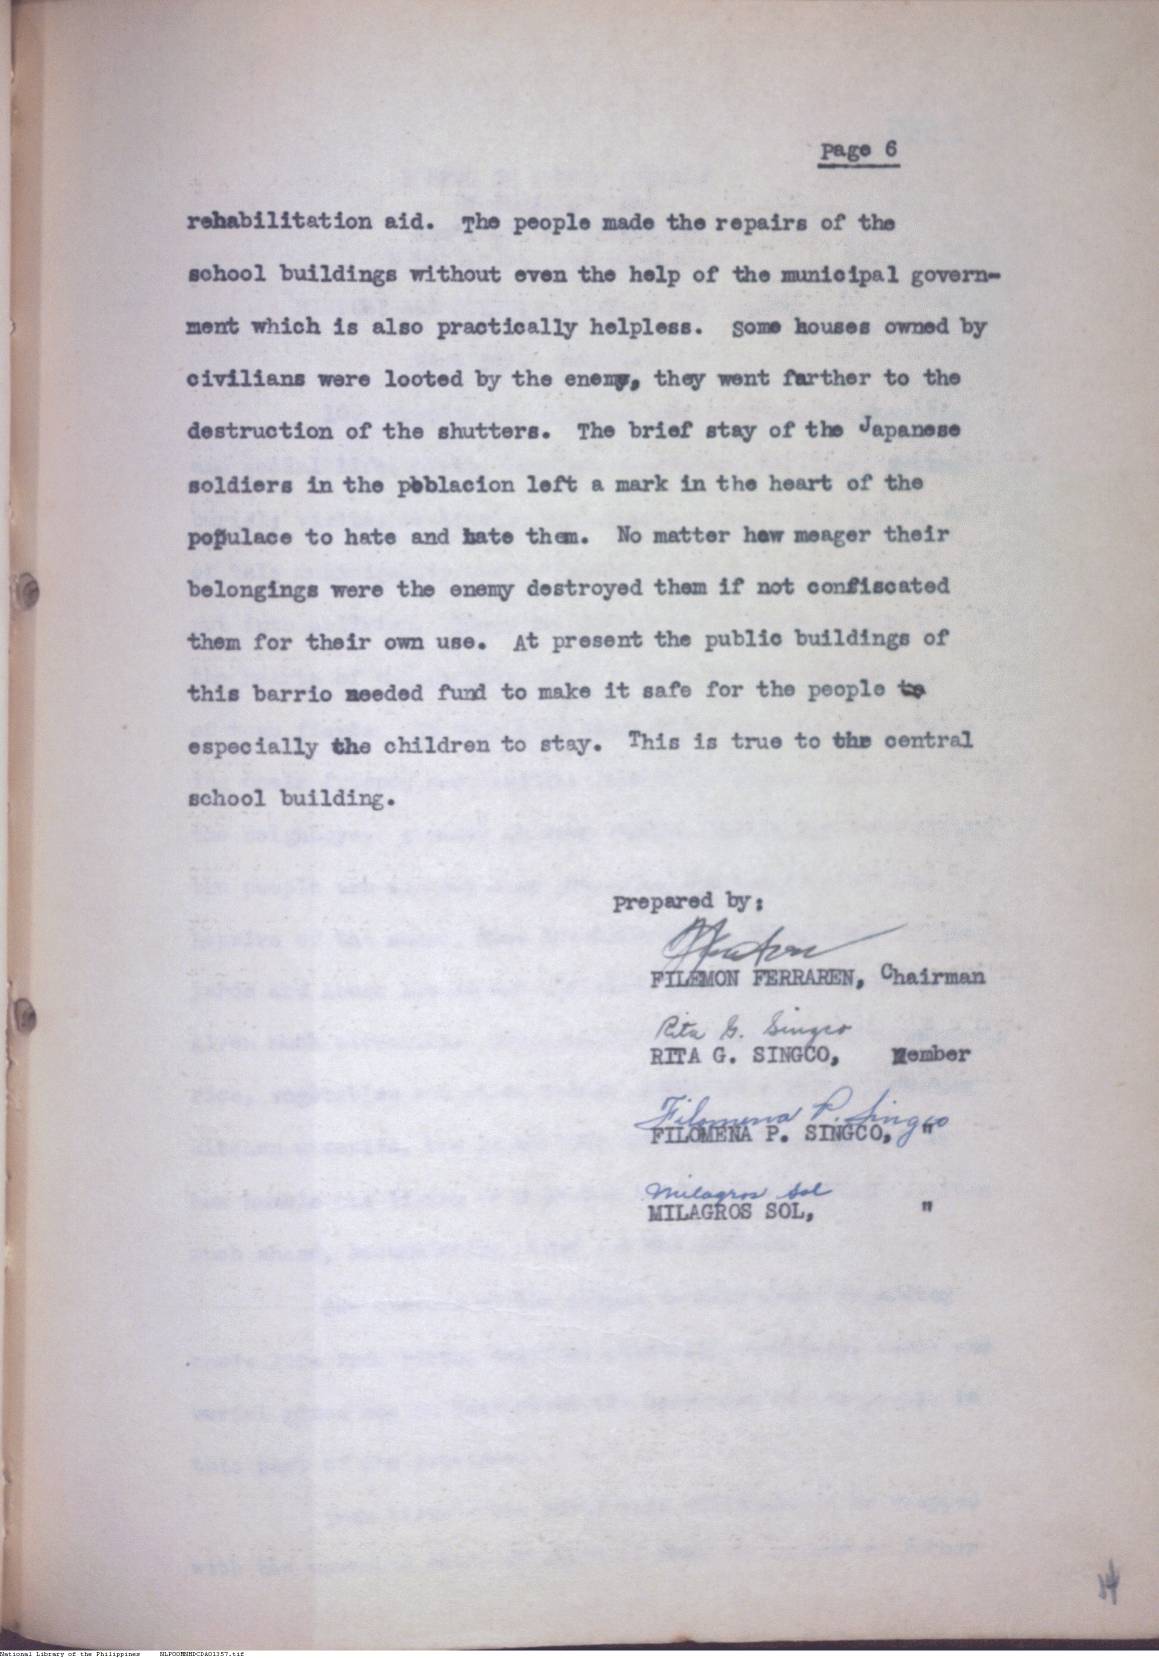 Page 6
rehabilitation aid. The people made the repairs of the
school buildings without even the help of the municipal govern-
ment which is also practically helpless. Some houses owned by
civilians were looted by the enemy, they went farther to the
destruction of the shutters. The brief stay of the Japanese
soldiers in the poblacion left a mark in the heart of the
populace to hate and hate them. No matter how meager their
belongings were the enemy destroyed them if not confiscated
them for their own use. At present the public buildings of
this barrio needed fund to make it safe for the people to
especially the children to stay. This is true to the central
school building.
Prepared by:
FILEMON FERRAREN, Chairman
Rita G. Singco
RITA G. SINGCO, Member
Filomena P. Singco
FILOMENA P. SINGCO, "
Milagros Sol
MILAGROS SOL, "
National Library of the Philippines NLPOOMNHDCDA01357.tif